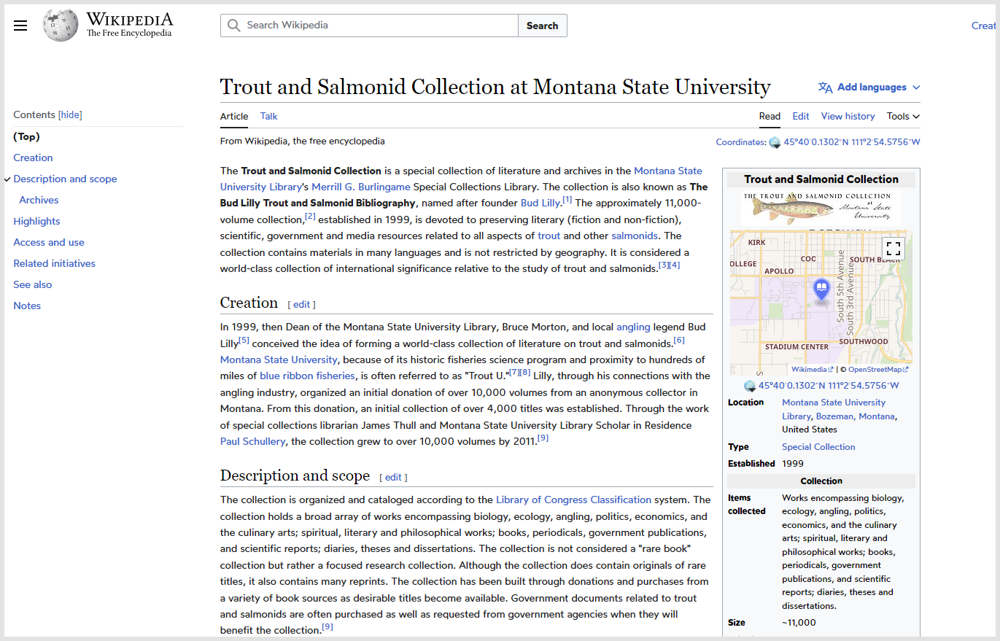 WIKIPEDIA
The Free Encyclopedia
Search Wikipedia
Search
Creat
Contents [hide]
(Top)
Creation
Description and scope
Archives
Highlights
Access and use
Related initiatives
See also
Notes
Trout and Salmonid Collection at Montana State University
Add languages
Article Talk
Read Edit View history Tools
From Wikipedia, the free encyclopedia
Coordinates: 45°40′0.1302″N 111°2′54.5756″W
The Trout and Salmonid Collection is a special collection of literature and archives in the Montana State
University Library's Merrill G. Burlingame Special Collections Library. The collection is also known as The
Bud Lilly Trout and Salmonid Bibliography, named after founder Bud Lilly.[1] The approximately 11,000-
volume collection,[2] established in 1999, is devoted to preserving literary (fiction and non-fiction),
scientific, government and media resources related to all aspects of trout and other salmonids. The
collection contains materials in many languages and is not restricted by geography. It is considered a
world-class collection of international significance relative to the study of trout and salmonids.[3][4]
Creation [ edit ]
In 1999, then Dean of the Montana State University Library, Bruce Morton, and local angling legend Bud
Lilly[5] conceived the idea of forming a world-class collection of literature on trout and salmonids.[6]
Montana State University, because of its historic fisheries science program and proximity to hundreds of
miles of blue ribbon fisheries, is often referred to as "Trout U."[7][8] Lilly, through his connections with the
angling industry, organized an initial donation of over 10,000 volumes from an anonymous collector in
Montana. From this donation, an initial collection of over 4,000 titles was established. Through the work
of special collections librarian James Thull and Montana State University Library Scholar in Residence
Paul Schullery, the collection grew to over 10,000 volumes by 2011.[9]
Description and scope [ edit ]
The collection is organized and cataloged according to the Library of Congress Classification system. The
collection holds a broad array of works encompassing biology, ecology, angling, politics, economics, and
the culinary arts; spiritual, literary and philosophical works; books, periodicals, government publications,
and scientific reports; diaries, theses and dissertations. The collection is not considered a "rare book"
collection but rather a focused research collection. Although the collection does contain originals of rare
titles, it also contains many reprints. The collection has been built through donations and purchases from
a variety of book sources as desirable titles become available. Government documents related to trout
and salmonids are often purchased as well as requested from government agencies when they will
benefit the collection.[9]
Trout and Salmonid Collection
THE TROUT AND SALMONID COLLECTION
at
Montana State
University
KIRK
OLLEGE
COO
SOUTH BLACK
APOLLO
South 5th Avenue
South 3rd Avenue
SOUTHWOOD
STADIUM CENTER
S
Wikimedia | © OpenStreetMap
45°40′0.1302″N 111°2′54.5756″W
Location Montana State University
Library, Bozeman, Montana,
United States
Type Special Collection
Established 1999
Collection
Items collected Works encompassing biology,
ecology, angling, politics,
economics, and the culinary
arts; spiritual, literary and
philosophical works; books,
periodicals, government
publications, and scientific
reports; diaries, theses and
dissertations.
Size ~11,000